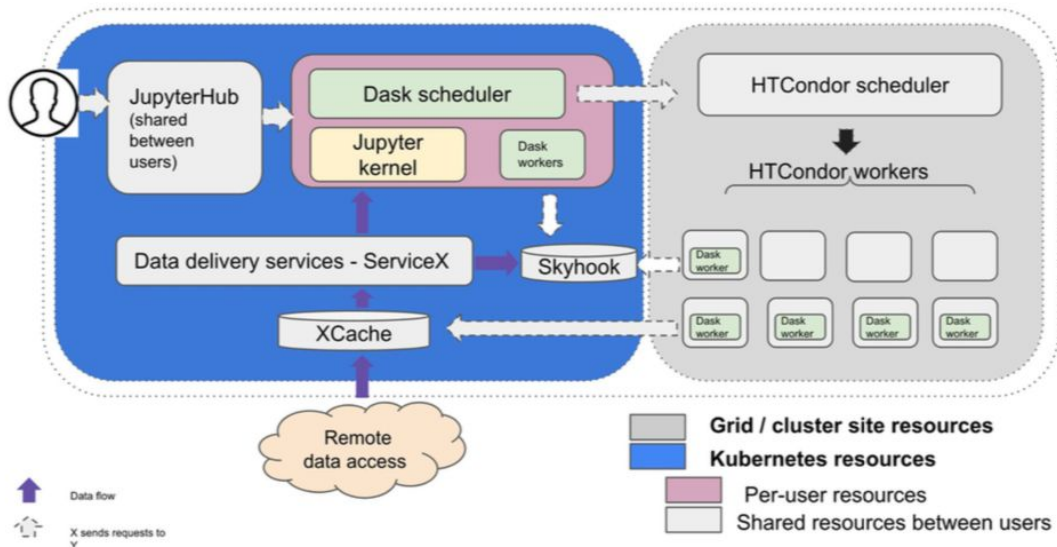 JupyterHub
(shared
between
users)
Dask scheduler
Jupyter
kernel
Dask
workers
HTCondor scheduler
HTCondor workers
Data delivery services - ServiceX
Skyhook
Dask
worker
XCache
Dask
worker
Dask
worker
Dask
worker
Dask
worker
Remote
data access
Grid / cluster site resources
Kubernetes resources
Per-user resources
Shared resources between users
Data flow
X sends requests to
Y